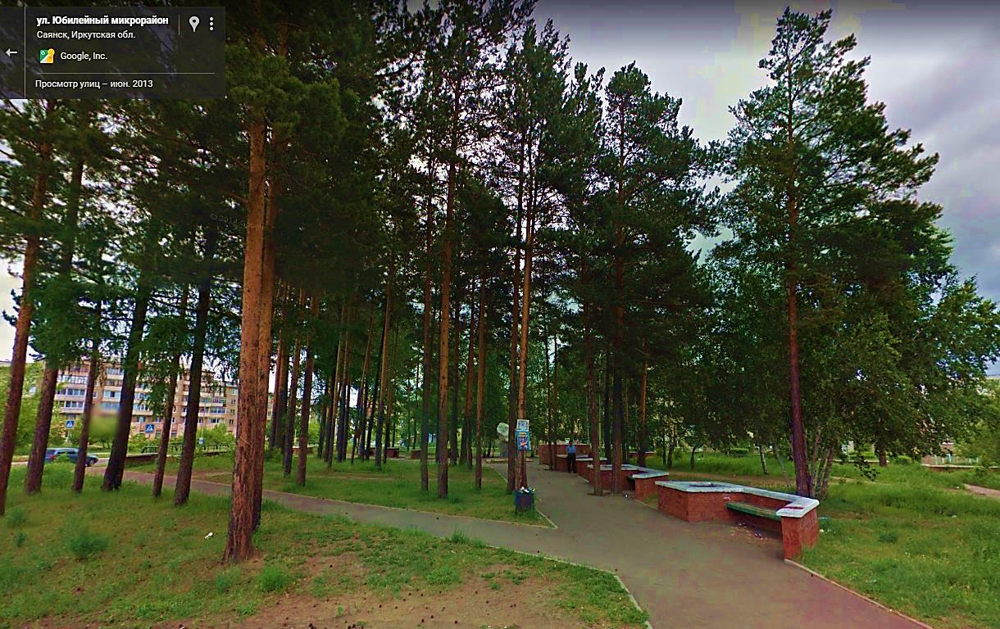 ул. Юбилейный микрорайон
Саянск, Иркутская обл.
Google, Inc.
Просмотр улиц – июн. 2013